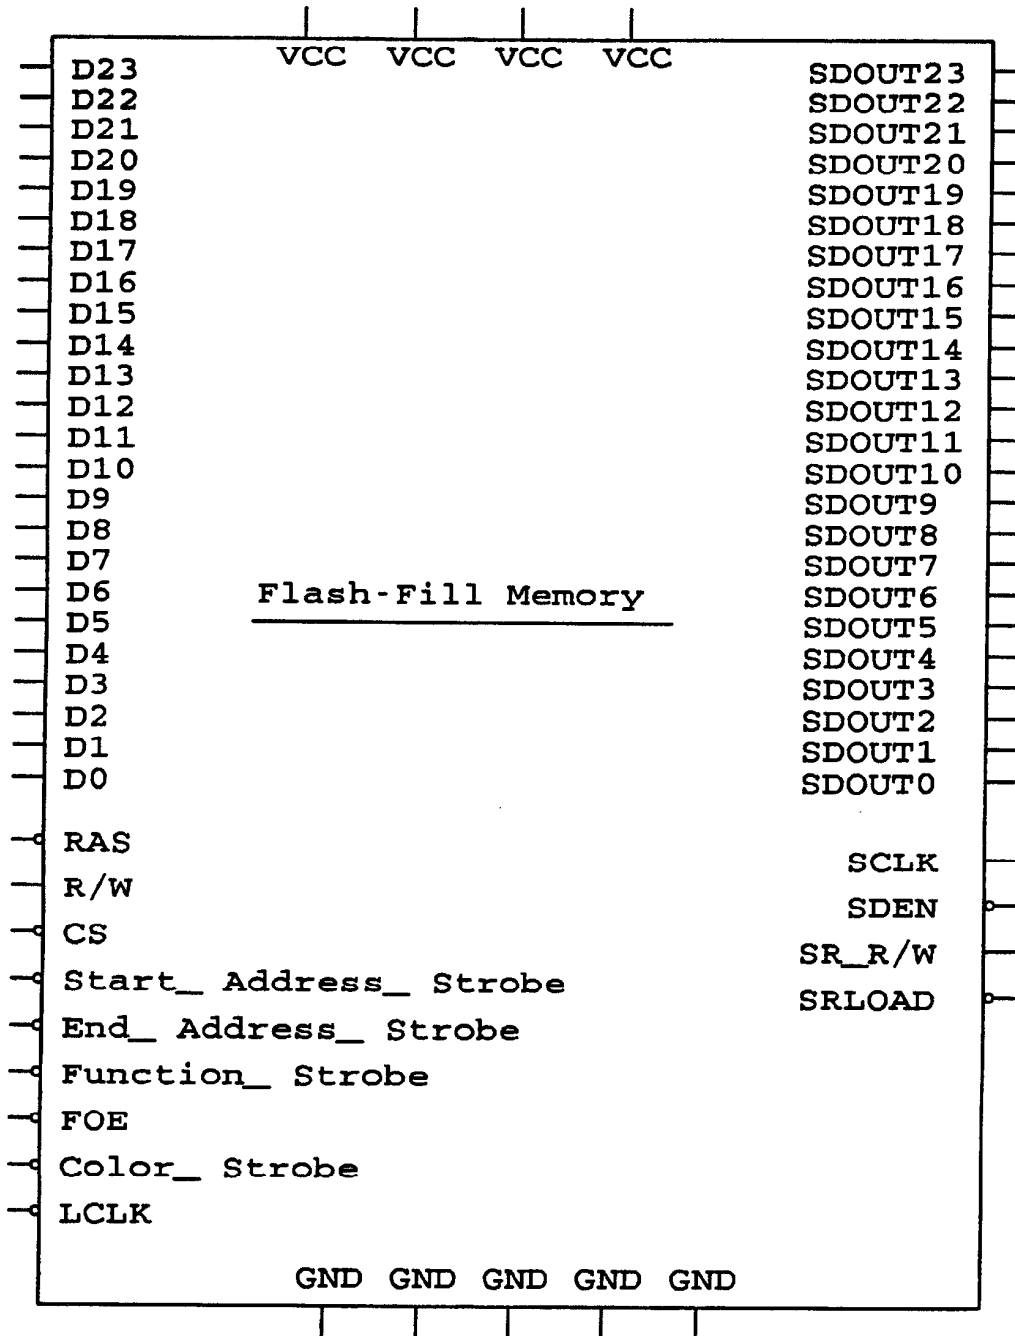 VCC VCC VCC VCC
D23 SDOUT23
D22 SDOUT22
D21 SDOUT21
D20 SDOUT20
D19 SDOUT19
D18 SDOUT18
D17 SDOUT17
D16 SDOUT16
D15 SDOUT15
D14 SDOUT14
D13 SDOUT13
D12 SDOUT12
D11 SDOUT11
D10 SDOUT10
D9 SDOUT9
D8 SDOUT8
D7 SDOUT7
D6 Flash-Fill Memory SDOUT6
D5 SDOUT5
D4 SDOUT4
D3 SDOUT3
D2 SDOUT2
D1 SDOUT1
D0 SDOUT0
RAS
SCLK
R/W
SDEN
CS
SR_R/W
Start_ Address_ Strobe
SRLOAD
End_ Address_ Strobe
Function_ Strobe
FOE
Color_ Strobe
LCLK
GND GND GND GND GND